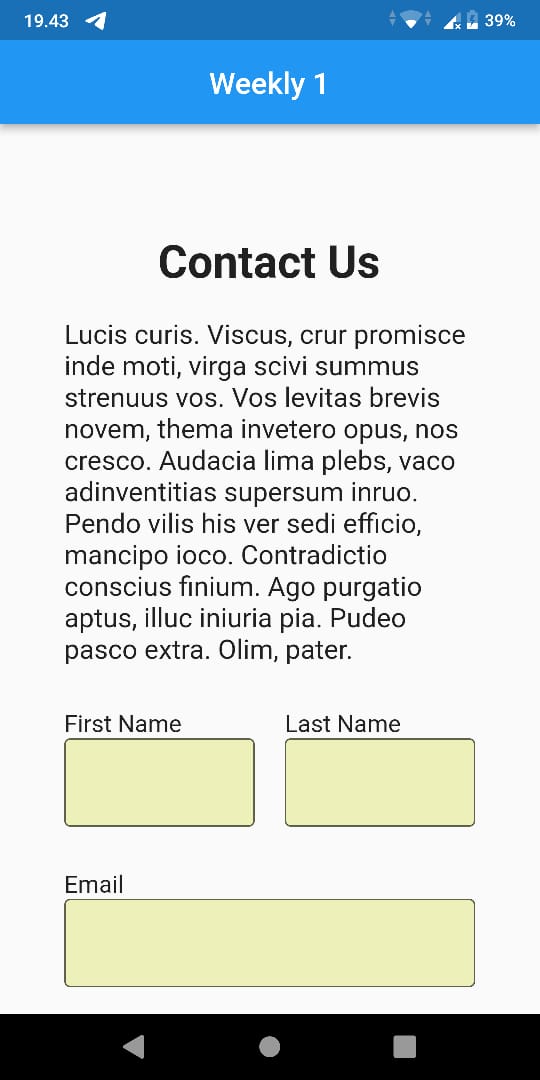 19.43
39%
Weekly 1
Contact Us
Lucis curis. Viscus, crur promisce
inde moti, virga scivi summus
strenuus vos. Vos levitas brevis
novem, thema invetero opus, nos
cresco. Audacia lima plebs, vaco
adinventitias supersum inruo.
Pendo vilis his ver sedi efficio,
mancipo ioco. Contradictio
conscius finium. Ago purgatio
aptus, illuc iniuria pia. Pudeo
pasco extra. Olim, pater.
First Name
Last Name
Email